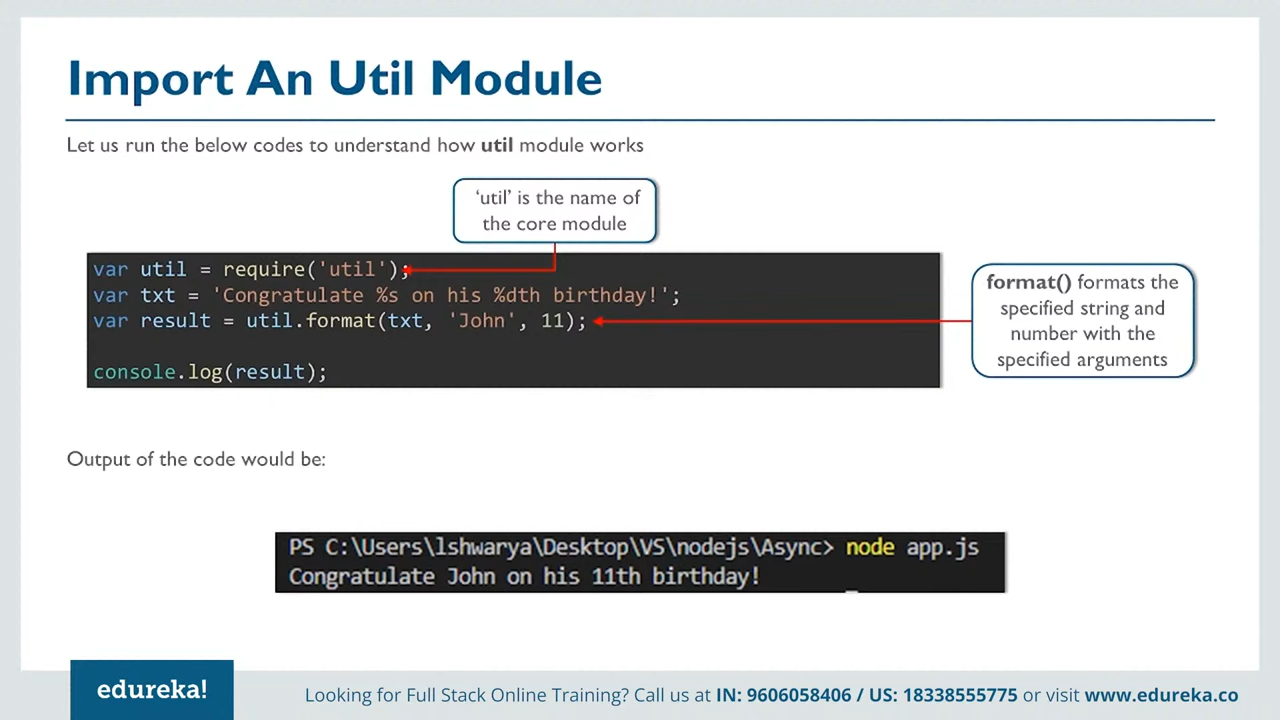 Import An Util Module
Let us run the below codes to understand how util module works
‘util’ is the name of
the core module
var util = require('util');
var txt = 'Congratulate %s on his %dth birthday!';
var result = util.format(txt, 'John', 11);
console.log(result);
format() formats the
specified string and
number with the
specified arguments
Output of the code would be:
PS C:\Users\lshwarya\Desktop\VS\nodejs\Async> node app.js
Congratulate John on his 11th birthday!
edureka!
Looking for Full Stack Online Training? Call us at IN: 9606058406 / US: 18338555775 or visit www.edureka.co